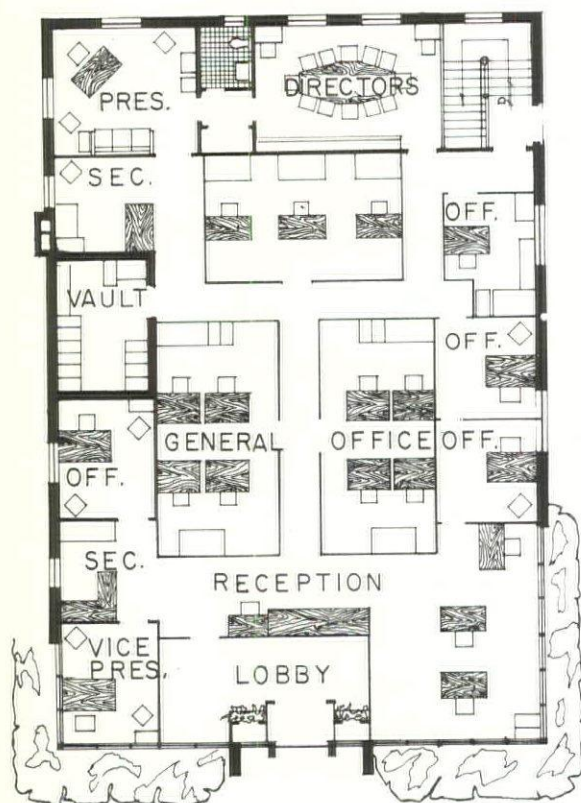 PRES.
DIRECTORS
SEC.
OFF.
VAULT
OFF.
GENERAL OFFICE
OFF.
OFF.
SEC.
RECEPTION
VICE
PRES.
LOBBY